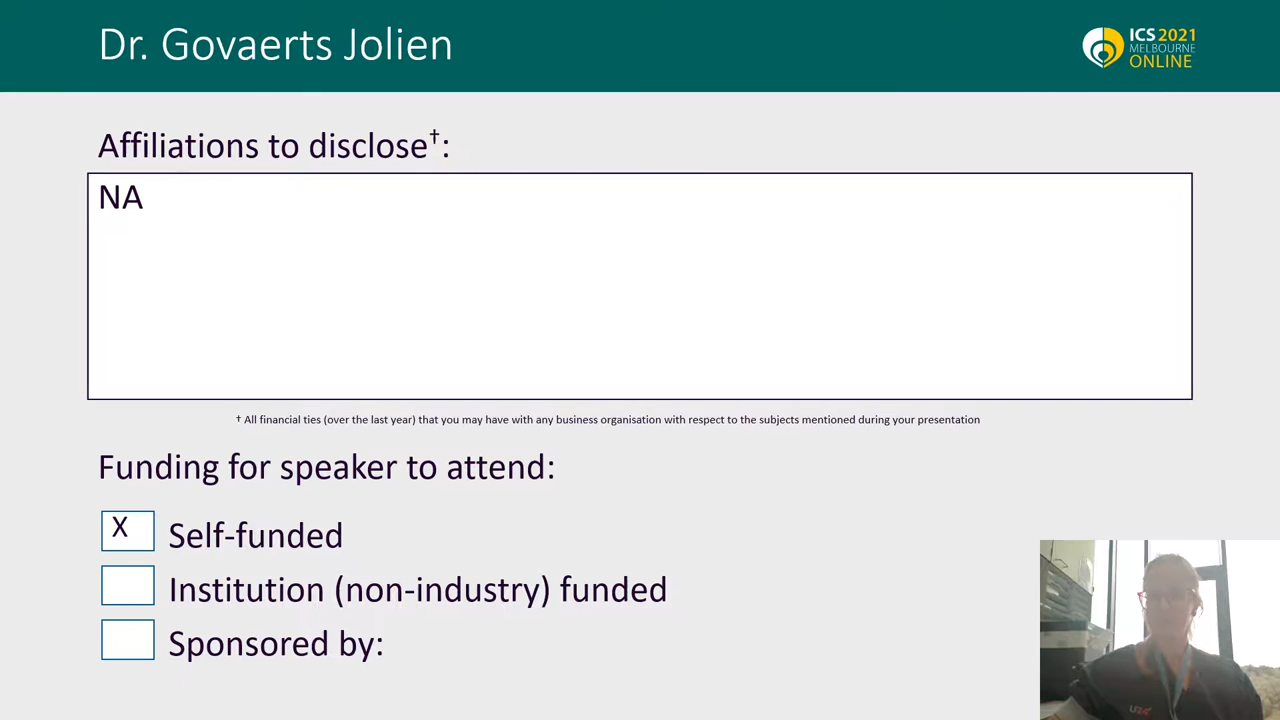 Dr. Govaerts Jolien
ICS 2021
MELBOURNE
ONLINE
Affiliations to disclose†:
NA
† All financial ties (over the last year) that you may have with any business organisation with respect to the subjects mentioned during your presentation
Funding for speaker to attend:
X Self-funded
Institution (non-industry) funded
Sponsored by: